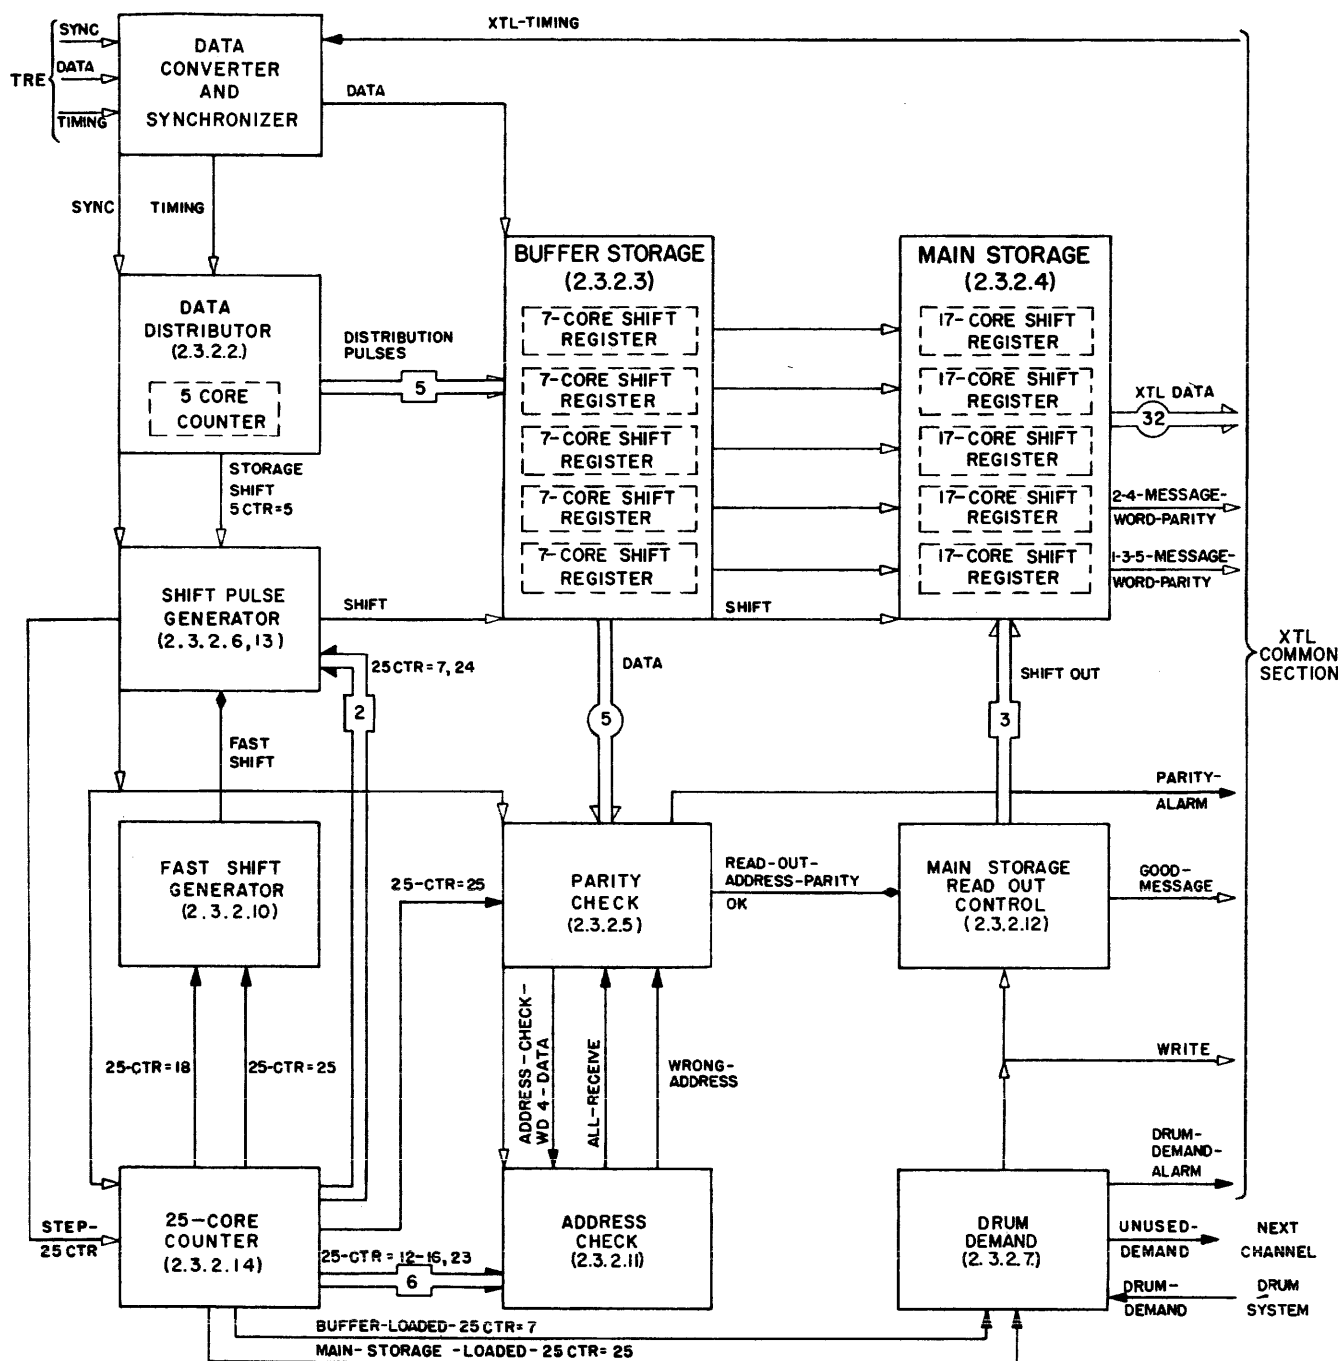 XTL-TIMING
SYNC
DATA
TIMING
TRE
DATA
CONVERTER
AND
SYNCHRONIZER
DATA
SYNC
TIMING
BUFFER STORAGE
(2.3.2.3)
MAIN STORAGE
(2.3.2.4)
DATA
DISTRIBUTOR
(2.3.2.2.)
5 CORE
COUNTER
DISTRIBUTION
PULSES
5
7-CORE SHIFT
REGISTER
7-CORE SHIFT
REGISTER
7-CORE SHIFT
REGISTER
7-CORE SHIFT
REGISTER
7-CORE SHIFT
REGISTER
17-CORE SHIFT
REGISTER
17-CORE SHIFT
REGISTER
17-CORE SHIFT
REGISTER
17-CORE SHIFT
REGISTER
17-CORE SHIFT
REGISTER
XTL DATA
32
2-4-MESSAGE-
WORD-PARITY
1-3-5-MESSAGE-
WORD-PARITY
STORAGE
SHIFT
5 CTR=5
SHIFT PULSE
GENERATOR
(2.3.2.6,13)
SHIFT
SHIFT
25 CTR=7, 24
2
DATA
5
SHIFT OUT
3
XTL
COMMON
SECTION
FAST
SHIFT
PARITY-
ALARM
FAST SHIFT
GENERATOR
(2.3.2.10)
25-CTR=25
PARITY
CHECK
(2.3.2.5)
READ-OUT-
ADDRESS-PARITY
OK
MAIN STORAGE
READ OUT
CONTROL
(2.3.2.12)
GOOD-
MESSAGE
25-CTR=18
25-CTR=25
ADDRESS-CHECK-
WD 4-DATA
ALL-RECEIVE
WRONG-
ADDRESS
WRITE
DRUM-
DEMAND-
ALARM
STEP-
25 CTR
25-CORE
COUNTER
(2.3.2.14)
25-CTR = 12-16, 23
6
ADDRESS
CHECK
(2.3.2.11)
DRUM
DEMAND
(2.3.2.7.)
UNUSED-
DEMAND
NEXT
CHANNEL
DRUM-
DEMAND
DRUM
SYSTEM
BUFFER-LOADED-25 CTR=7
MAIN-STORAGE-LOADED-25 CTR=25